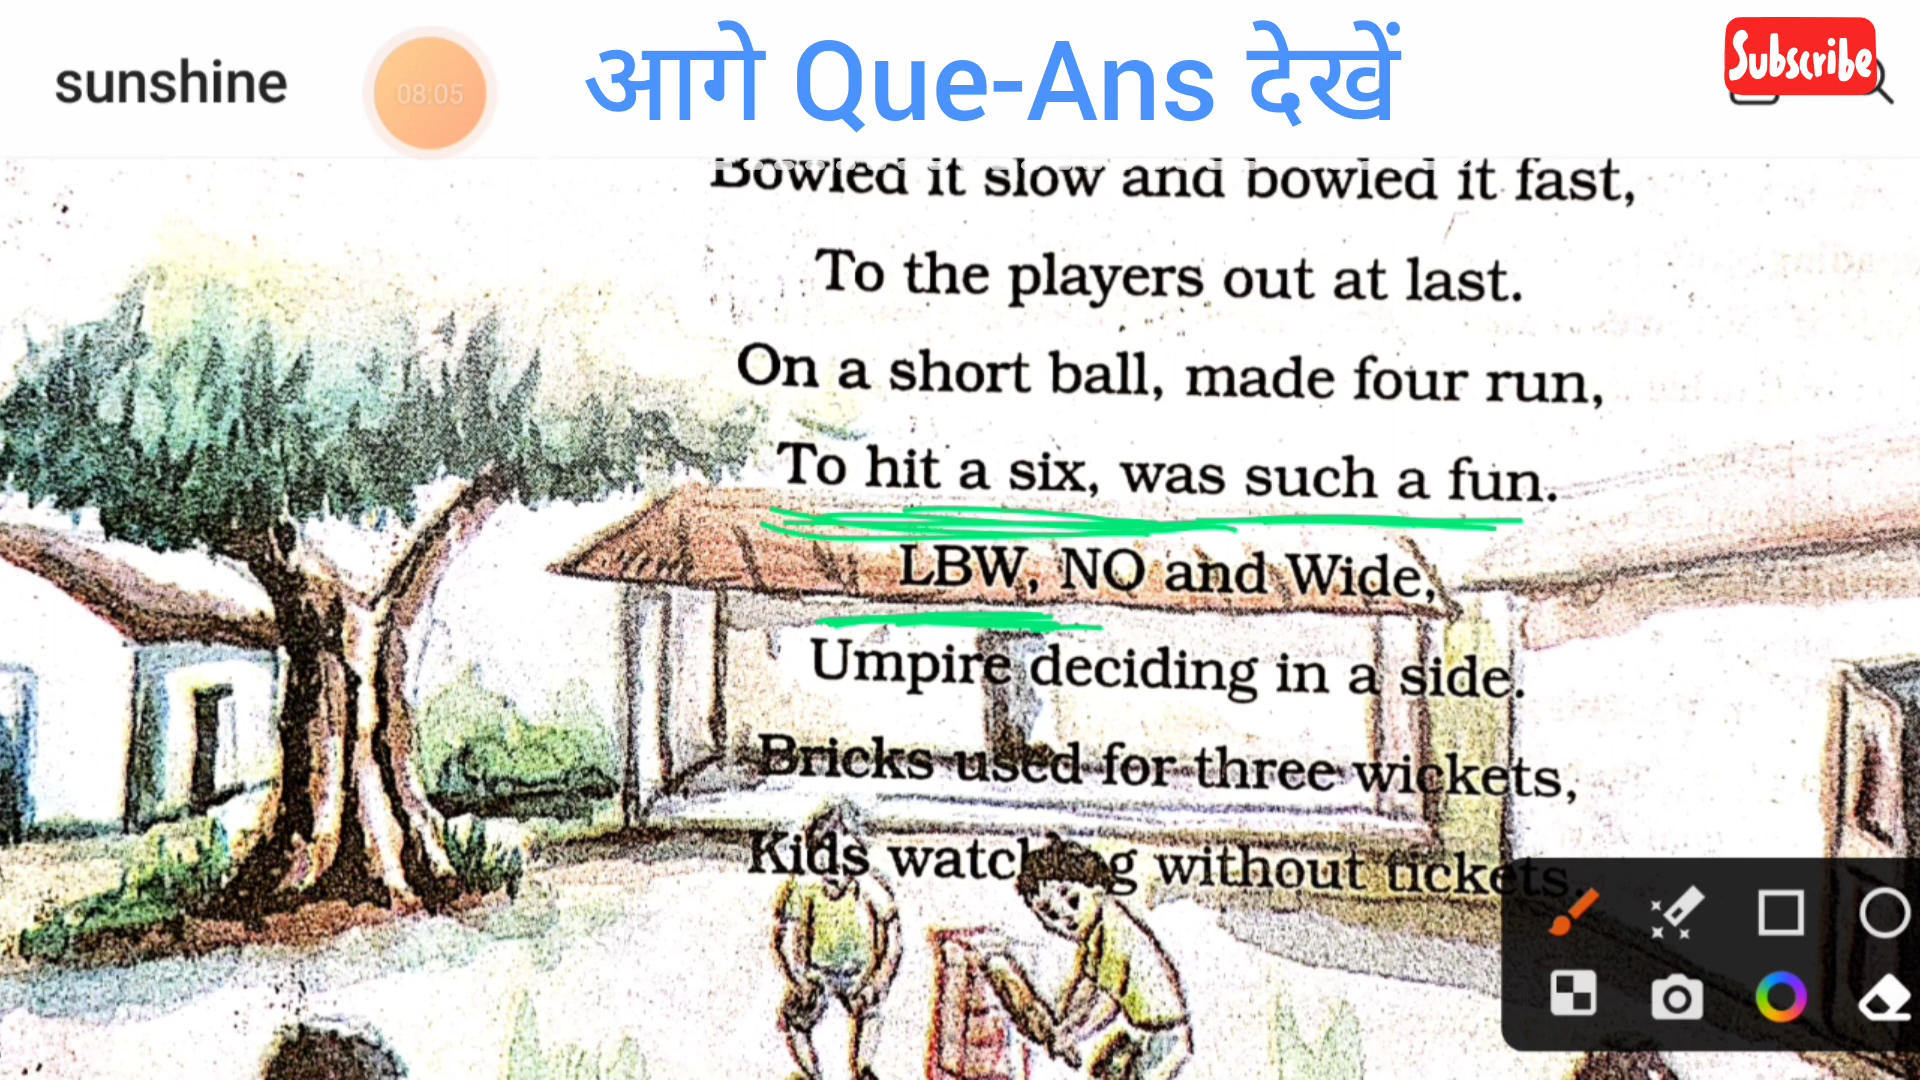 sunshine
08:05
आगे Que-Ans देखें
Subscribe
Bowled it slow and bowled it fast,
To the players out at last.
On a short ball, made four run,
To hit a six, was such a fun.
LBW, NO and Wide,
Umpire deciding in a side.
Bricks used for three wickets,
Kids watching without tickets.